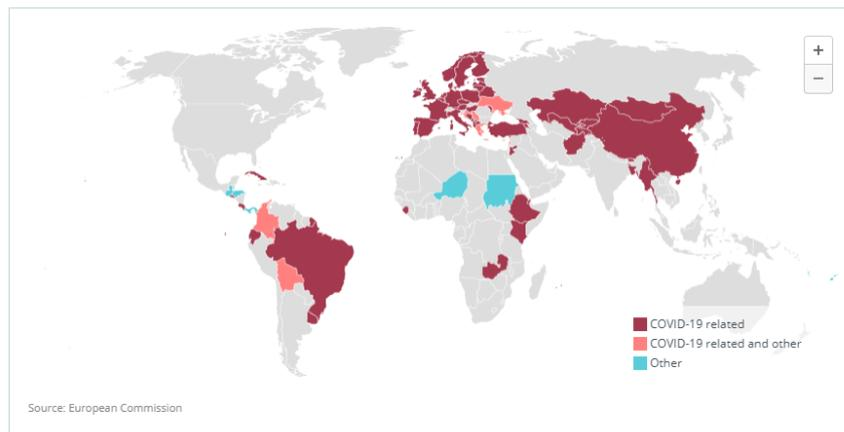 +
−
COVID-19 related
COVID-19 related and other
Other
Source: European Commission